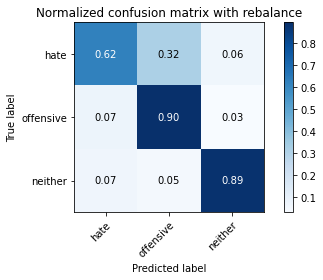 Normalized confusion matrix with rebalance
True label
hate 0.62 0.32 0.06
offensive 0.07 0.90 0.03
neither 0.07 0.05 0.89
hate offensive neither
Predicted label
0.8
0.7
0.6
0.5
0.4
0.3
0.2
0.1